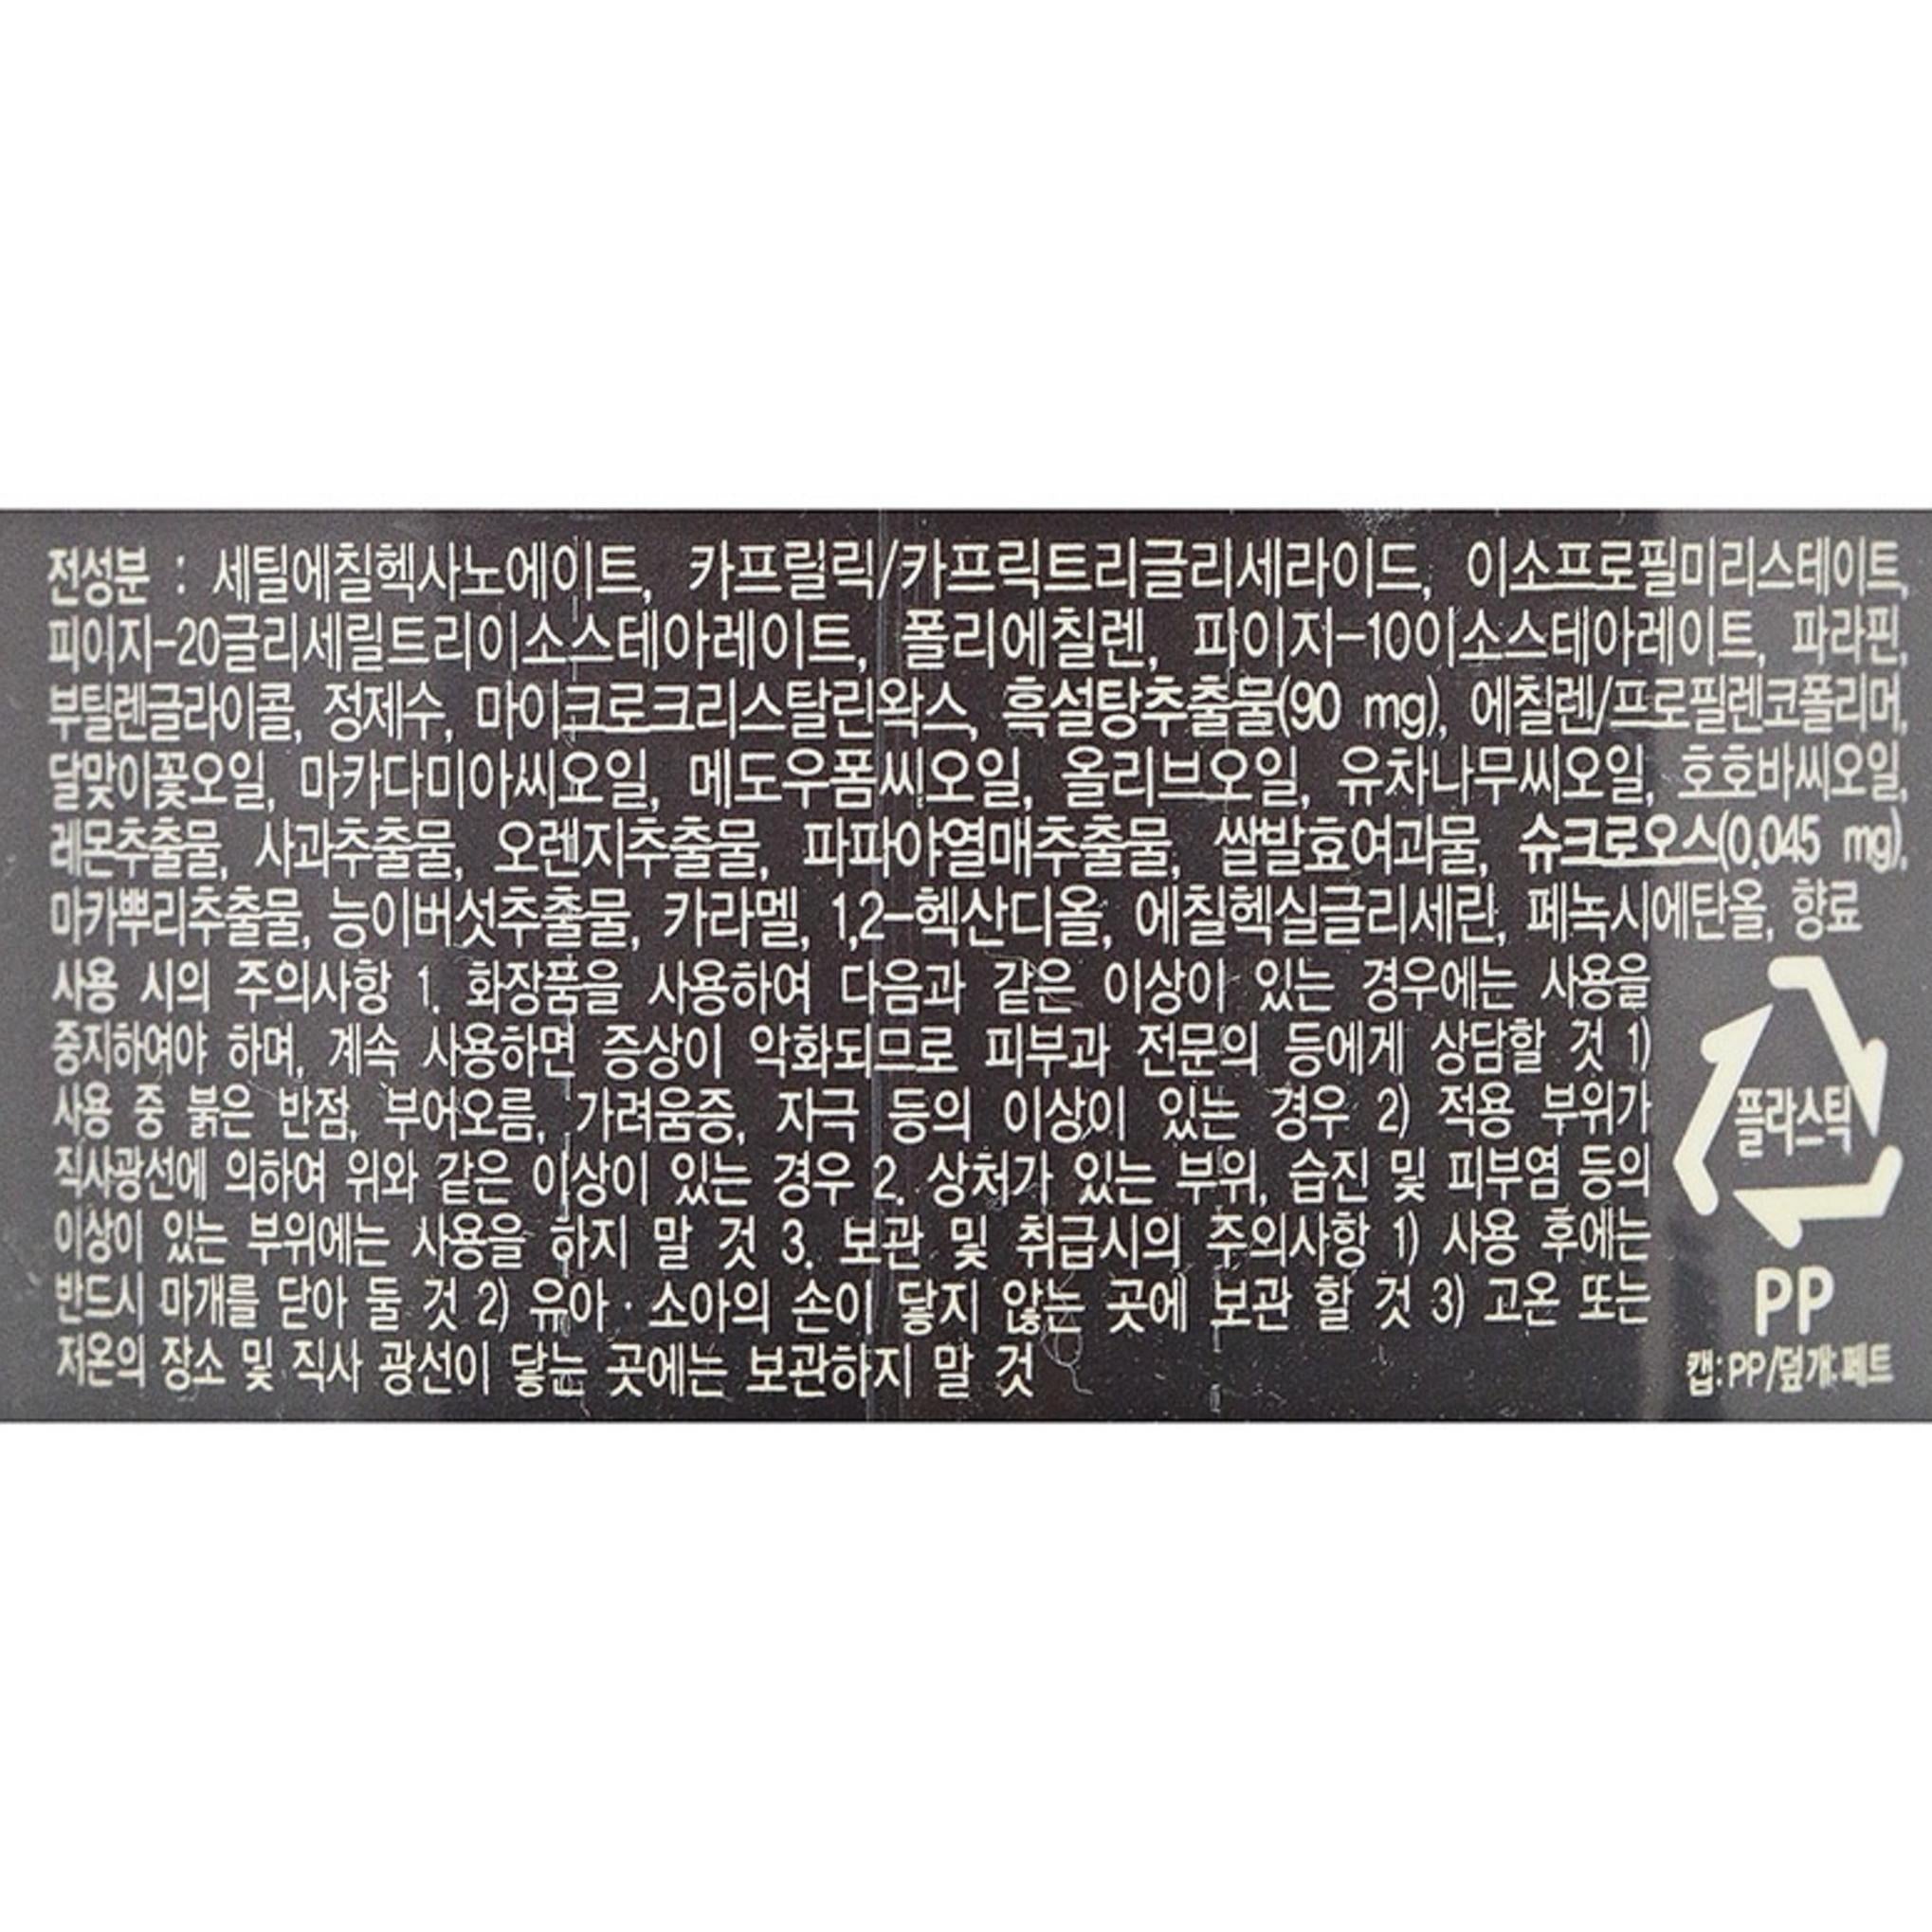 전성분 : 세틸에칠헥사노에이트, 카프릴릭/카프릭트리글리세라이드, 이소프로필미리스테이트,
피이지-20글리세릴트리이소스테아레이트, 폴리에칠렌, 피이지-10이소스테아레이트, 파라핀,
부틸렌글라이콜, 정제수, 마이크로크리스탈린왁스, 흑설탕추출물(90 mg), 에칠렌/프로필렌코폴리머,
달맞이꽃오일, 마카다미아씨오일, 메도우폼씨오일, 올리브오일, 유차나무씨오일, 호호바씨오일,
레몬추출물, 사과추출물, 오렌지추출물, 파파야열매추출물, 쌀발효여과물, 슈크로오스(0.045 mg),
마카뿌리추출물, 능이버섯추출물, 카라멜, 1,2-헥산디올, 에칠헥실글리세린, 페녹시에탄올, 향료
사용 시의 주의사항 1. 화장품을 사용하여 다음과 같은 이상이 있는 경우에는 사용을
중지하여야 하며, 계속 사용하면 증상이 악화되므로 피부과 전문의 등에게 상담할 것 1)
사용 중 붉은 반점, 부어오름, 가려움증, 자극 등의 이상이 있는 경우 2) 적용 부위가
직사광선에 의하여 위와 같은 이상이 있는 경우 2. 상처가 있는 부위, 습진 및 피부염 등의
이상이 있는 부위에는 사용을 하지 말 것 3. 보관 및 취급시의 주의사항 1) 사용 후에는
반드시 마개를 닫아 둘 것 2) 유아·소아의 손이 닿지 않는 곳에 보관 할 것 3) 고온 또는
저온의 장소 및 직사 광선이 닿는 곳에는 보관하지 말 것
플라스틱
PP
캡:PP/덮개:페트